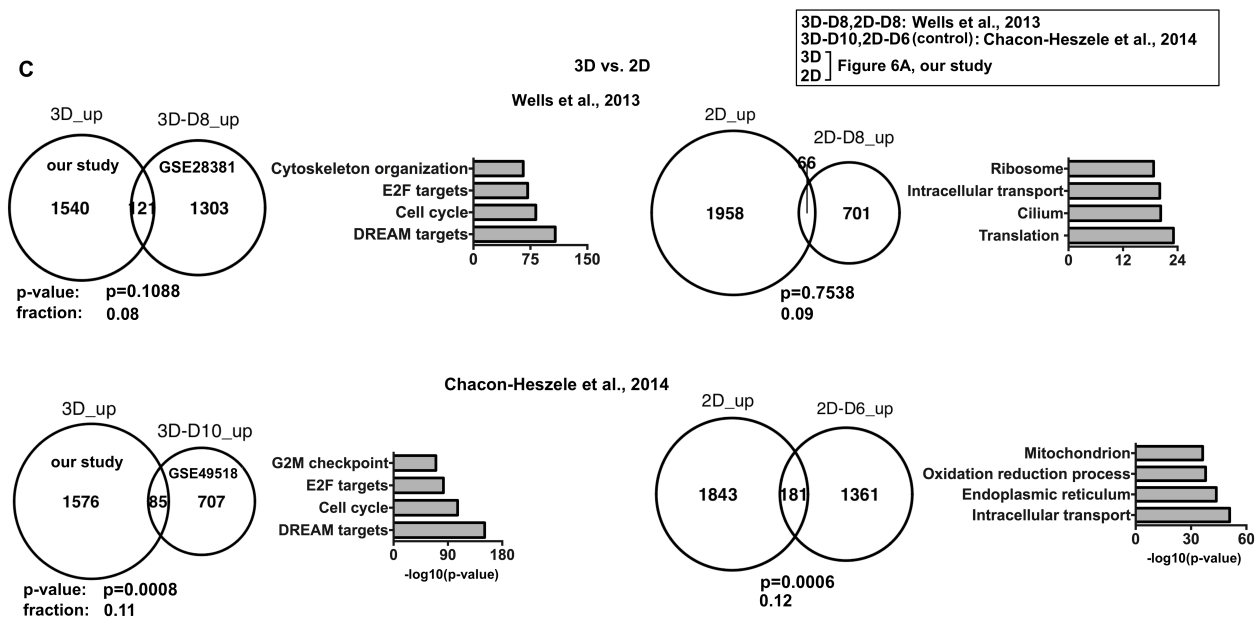 C
3D-D8,2D-D8: Wells et al., 2013
3D-D10,2D-D6 (control): Chacon-Heszele et al., 2014
3D
2D
Figure 6A, our study
3D vs. 2D
Wells et al., 2013
3D_up
3D-D8_up
our study
GSE28381
1540
121
1303
p-value: p=0.1088
fraction: 0.08
Cytoskeleton organization
E2F targets
Cell cycle
DREAM targets
0 75 150
2D_up
2D-D8_up
66
1958
701
p=0.7538
0.09
Ribosome
Intracellular transport
Cilium
Translation
0 12 24
Chacon-Heszele et al., 2014
3D_up
3D-D10_up
our study
GSE49518
1576
85
707
p-value: p=0.0008
fraction: 0.11
G2M checkpoint
E2F targets
Cell cycle
DREAM targets
0 90 180
-log10(p-value)
2D_up
2D-D6_up
1843
181
1361
p=0.0006
0.12
Mitochondrion
Oxidation reduction process
Endoplasmic reticulum
Intracellular transport
0 30 60
-log10(p-value)